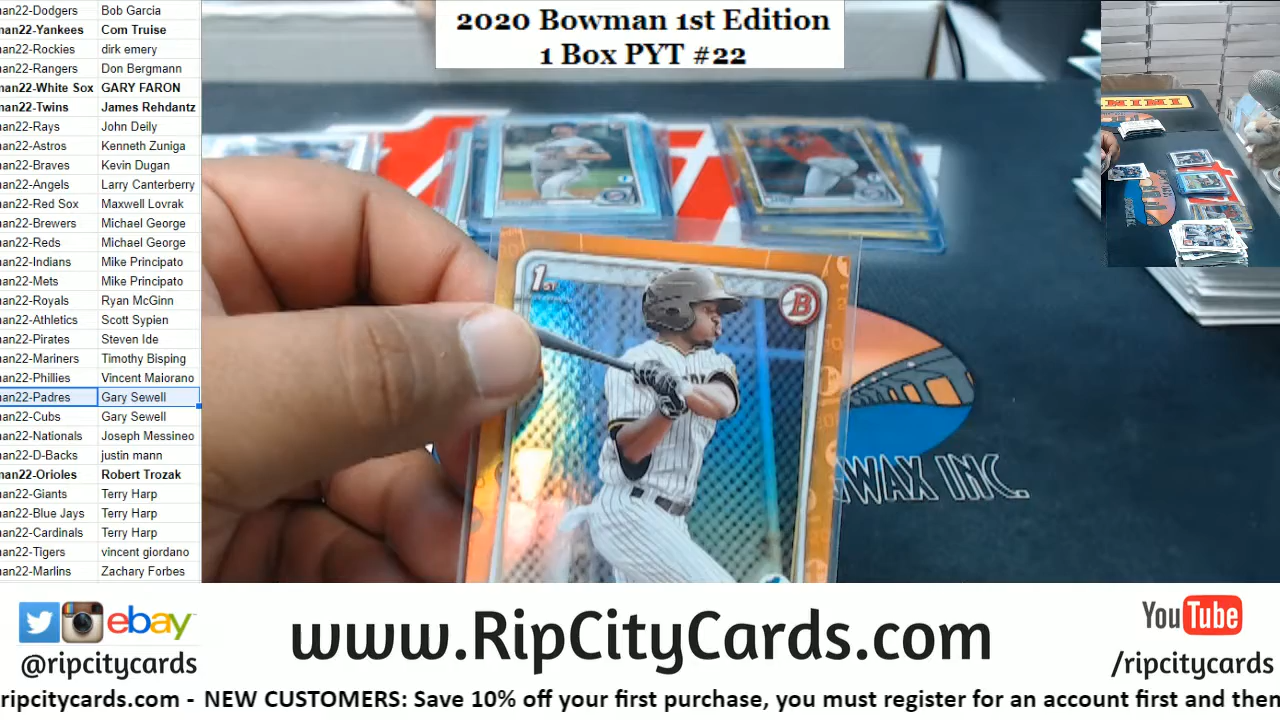 2020 Bowman 1st Edition
1 Box PYT #22
nan22-Dodgers Bob Garcia
nan22-Yankees Com Truise
nan22-Rockies dirk emery
nan22-Rangers Don Bergmann
nan22-White Sox GARY FARON
nan22-Twins James Rehdantz
nan22-Rays John Deily
nan22-Astros Kenneth Zuniga
nan22-Braves Kevin Dugan
nan22-Angels Larry Canterberry
nan22-Red Sox Maxwell Lovrak
nan22-Brewers Michael George
nan22-Reds Michael George
nan22-Indians Mike Principato
nan22-Mets Mike Principato
nan22-Royals Ryan McGinn
nan22-Athletics Scott Sypien
nan22-Pirates Steven Ide
nan22-Mariners Timothy Bisping
nan22-Phillies Vincent Maiorano
nan22-Padres Gary Sewell
nan22-Cubs Gary Sewell
nan22-Nationals Joseph Messineo
nan22-D-Backs justin mann
nan22-Orioles Robert Trozak
nan22-Giants Terry Harp
nan22-Blue Jays Terry Harp
nan22-Cardinals Terry Harp
nan22-Tigers vincent giordano
nan22-Marlins Zachary Forbes
1ST
B
WAX INC.
ebay
@ripcitycards
www.RipCityCards.com
YouTube
/ripcitycards
ripcitycards.com - NEW CUSTOMERS: Save 10% off your first purchase, you must register for an account first and then